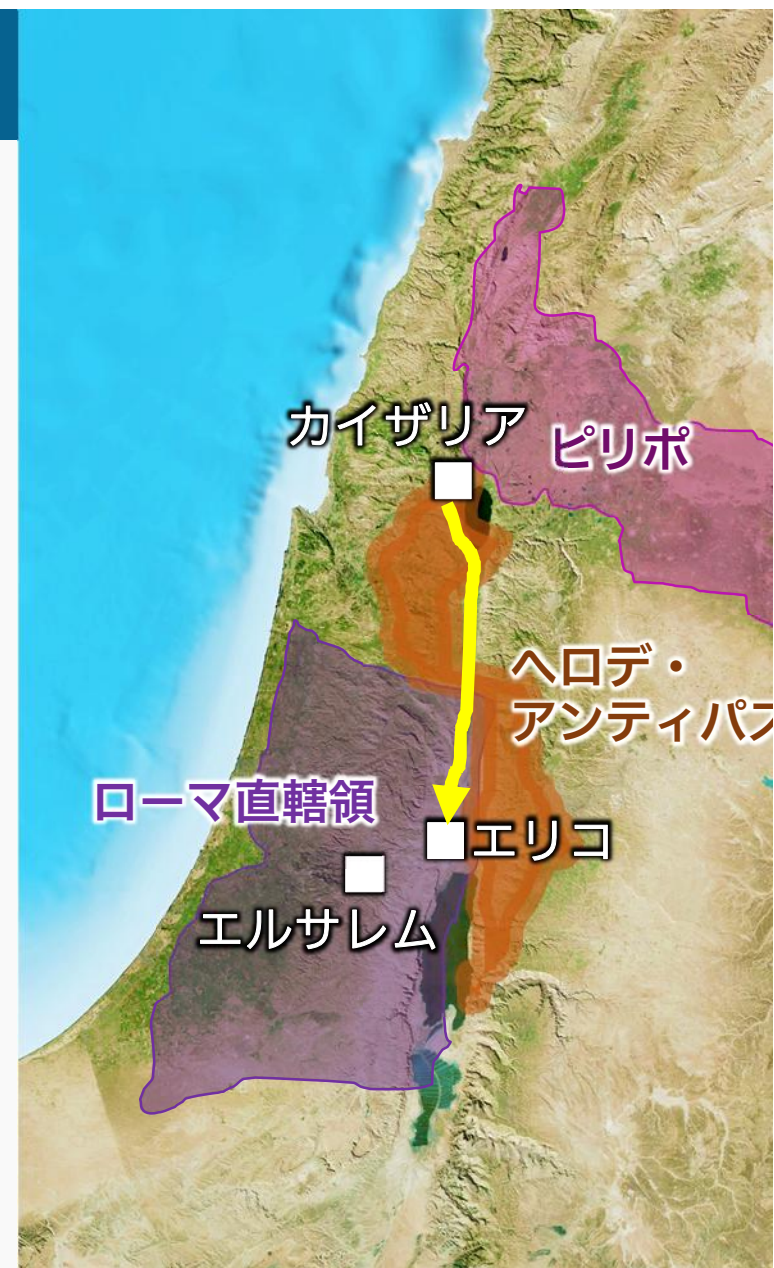 カイザリア
ピリポ
ヘロデ・
アンティパス
ローマ直轄領
エリコ
エルサレム